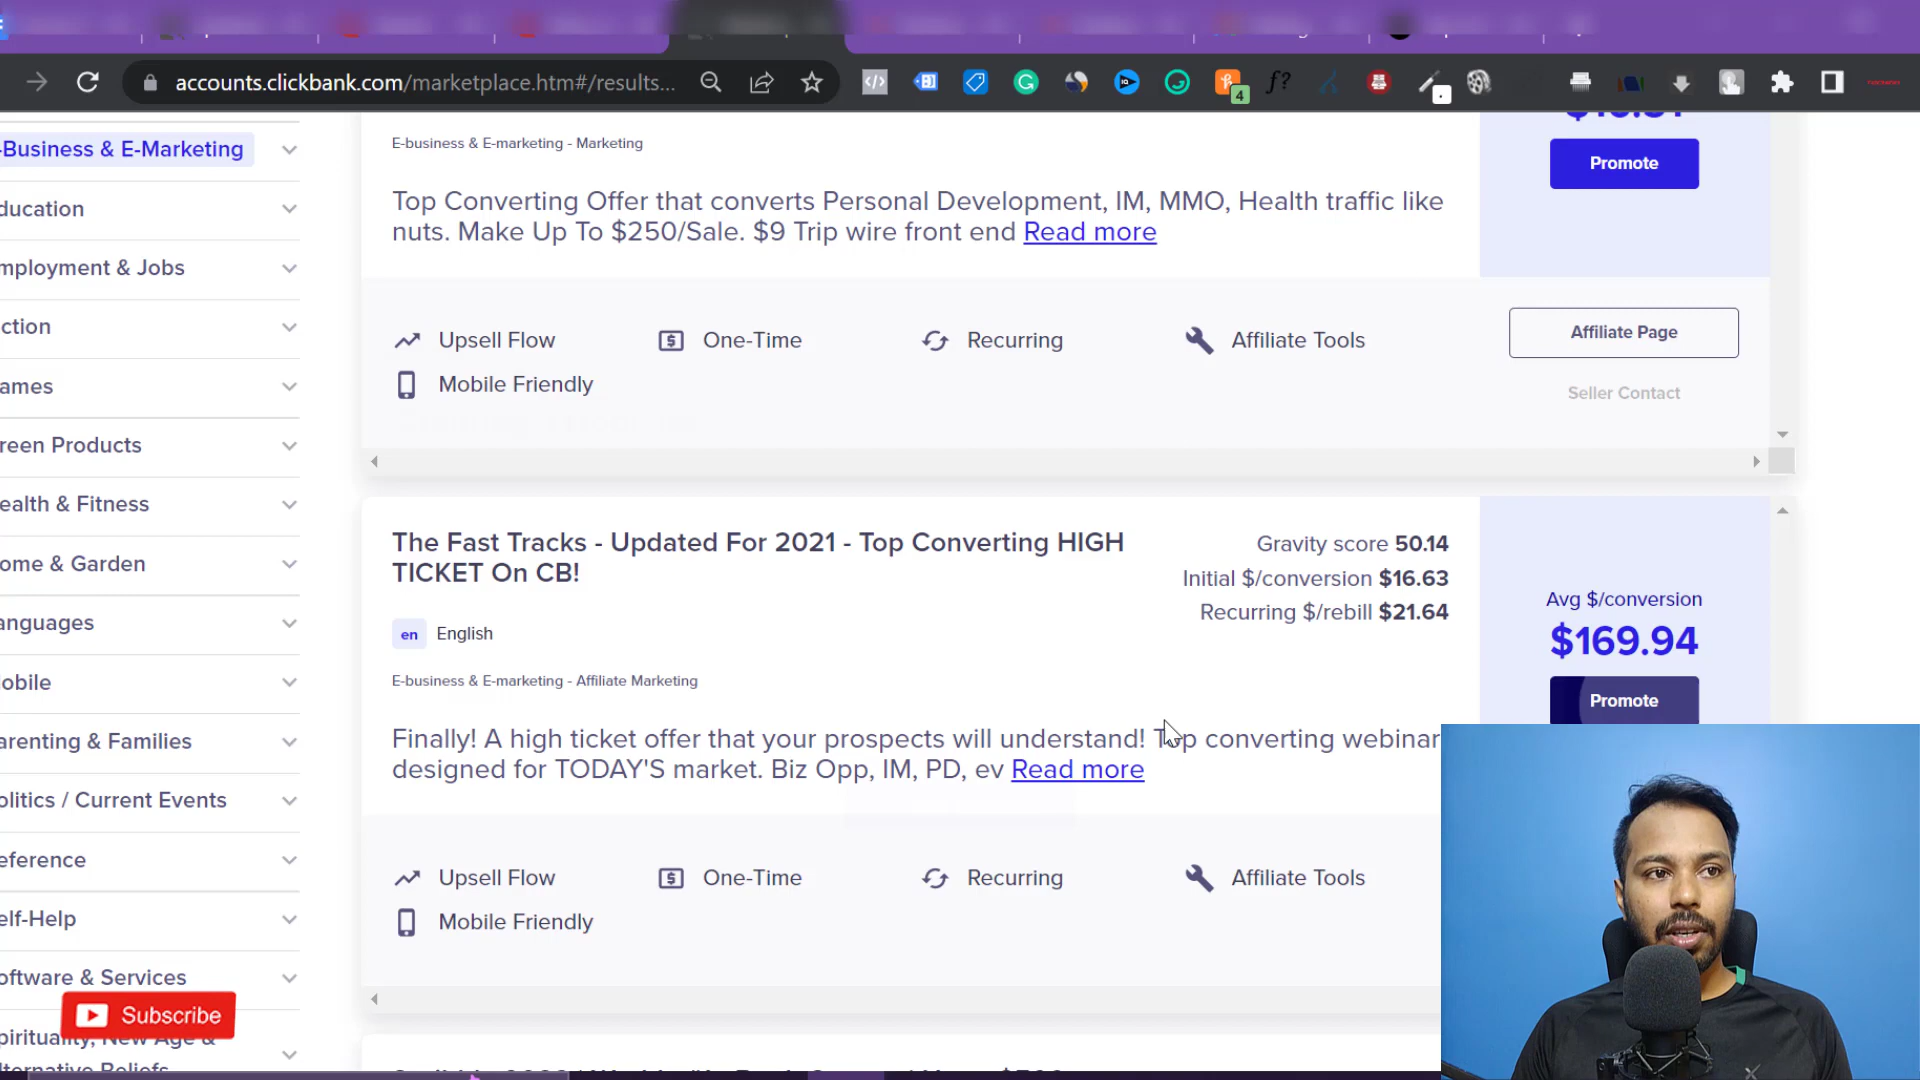 accounts.clickbank.com/marketplace.htm#/results...
4
-Business & E-Marketing
ducation
mployment & Jobs
ction
ames
reen Products
ealth & Fitness
ome & Garden
anguages
obile
arenting & Families
olitics / Current Events
eference
elf-Help
oftware & Services
pirituality, New Age &
lternative Beliefs
Subscribe
E-business & E-marketing - Marketing
Promote
Top Converting Offer that converts Personal Development, IM, MMO, Health traffic like
nuts. Make Up To $250/Sale. $9 Trip wire front end Read more
Upsell Flow
One-Time
Recurring
Affiliate Tools
Mobile Friendly
Affiliate Page
Seller Contact
The Fast Tracks - Updated For 2021 - Top Converting HIGH
TICKET On CB!
Gravity score 50.14
Initial $/conversion $16.63
Recurring $/rebill $21.64
en English
E-business & E-marketing - Affiliate Marketing
Avg $/conversion
$169.94
Promote
Finally! A high ticket offer that your prospects will understand! Top converting webinar
designed for TODAY'S market. Biz Opp, IM, PD, ev Read more
Upsell Flow
One-Time
Recurring
Affiliate Tools
Mobile Friendly